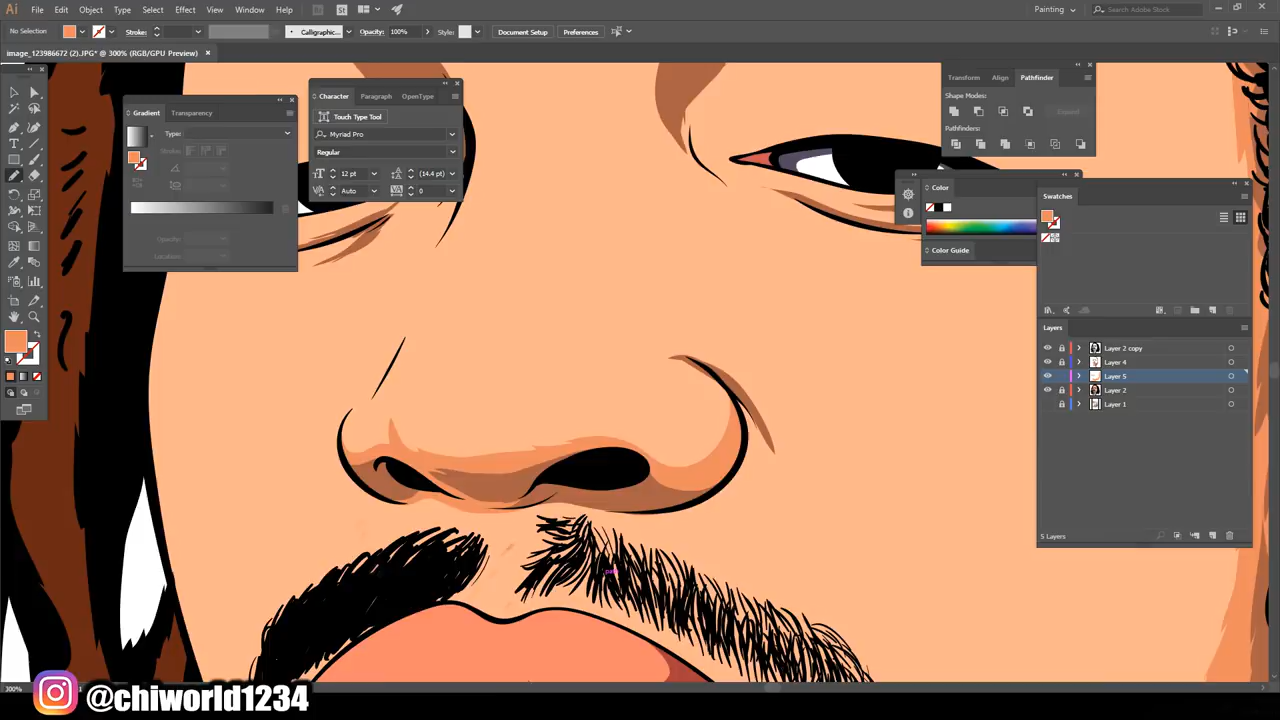 Ai File Edit Object Type Select Effect View Window Help Br St Painting Search Adobe Stock
No Selection Stroke: Calligraphic... Opacity: 100% Style: Document Setup Preferences
image_123986672 (2).JPG* @ 300% (RGB/GPU Preview) ×
Gradient Transparency
Type:
Opacity:
Location:
Character Paragraph OpenType
Touch Type Tool
Myriad Pro
Regular
12 pt (14.4 pt)
Auto 0
Transform Align Pathfinder
Shape Modes:
Expand
Pathfinders:
Color
Color Guide
Swatches
Layers
Layer 2 copy
Layer 4
Layer 5
Layer 2
Layer 1
5 Layers
300%
@chiworld1234